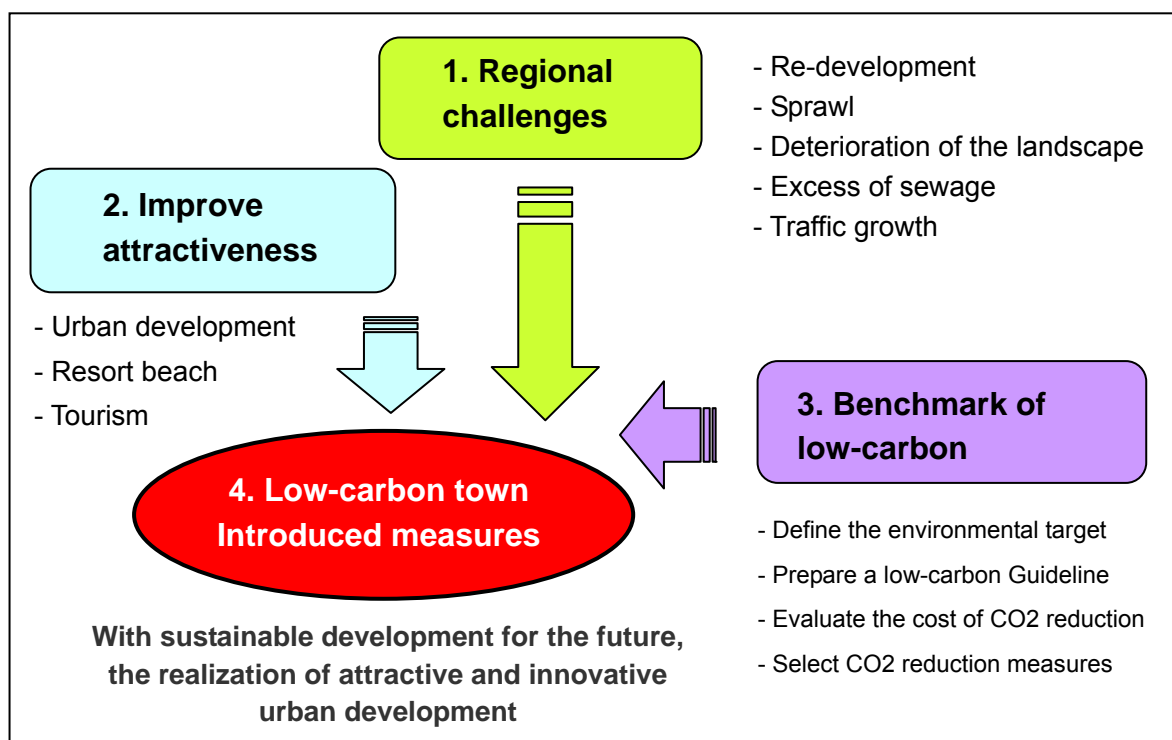 1. Regional
challenges
- Re-development
- Sprawl
- Deterioration of the landscape
- Excess of sewage
- Traffic growth
2. Improve
attractiveness
- Urban development
- Resort beach
- Tourism
3. Benchmark of
low-carbon
- Define the environmental target
- Prepare a low-carbon Guideline
- Evaluate the cost of CO2 reduction
- Select CO2 reduction measures
4. Low-carbon town
Introduced measures
With sustainable development for the future,
the realization of attractive and innovative
urban development